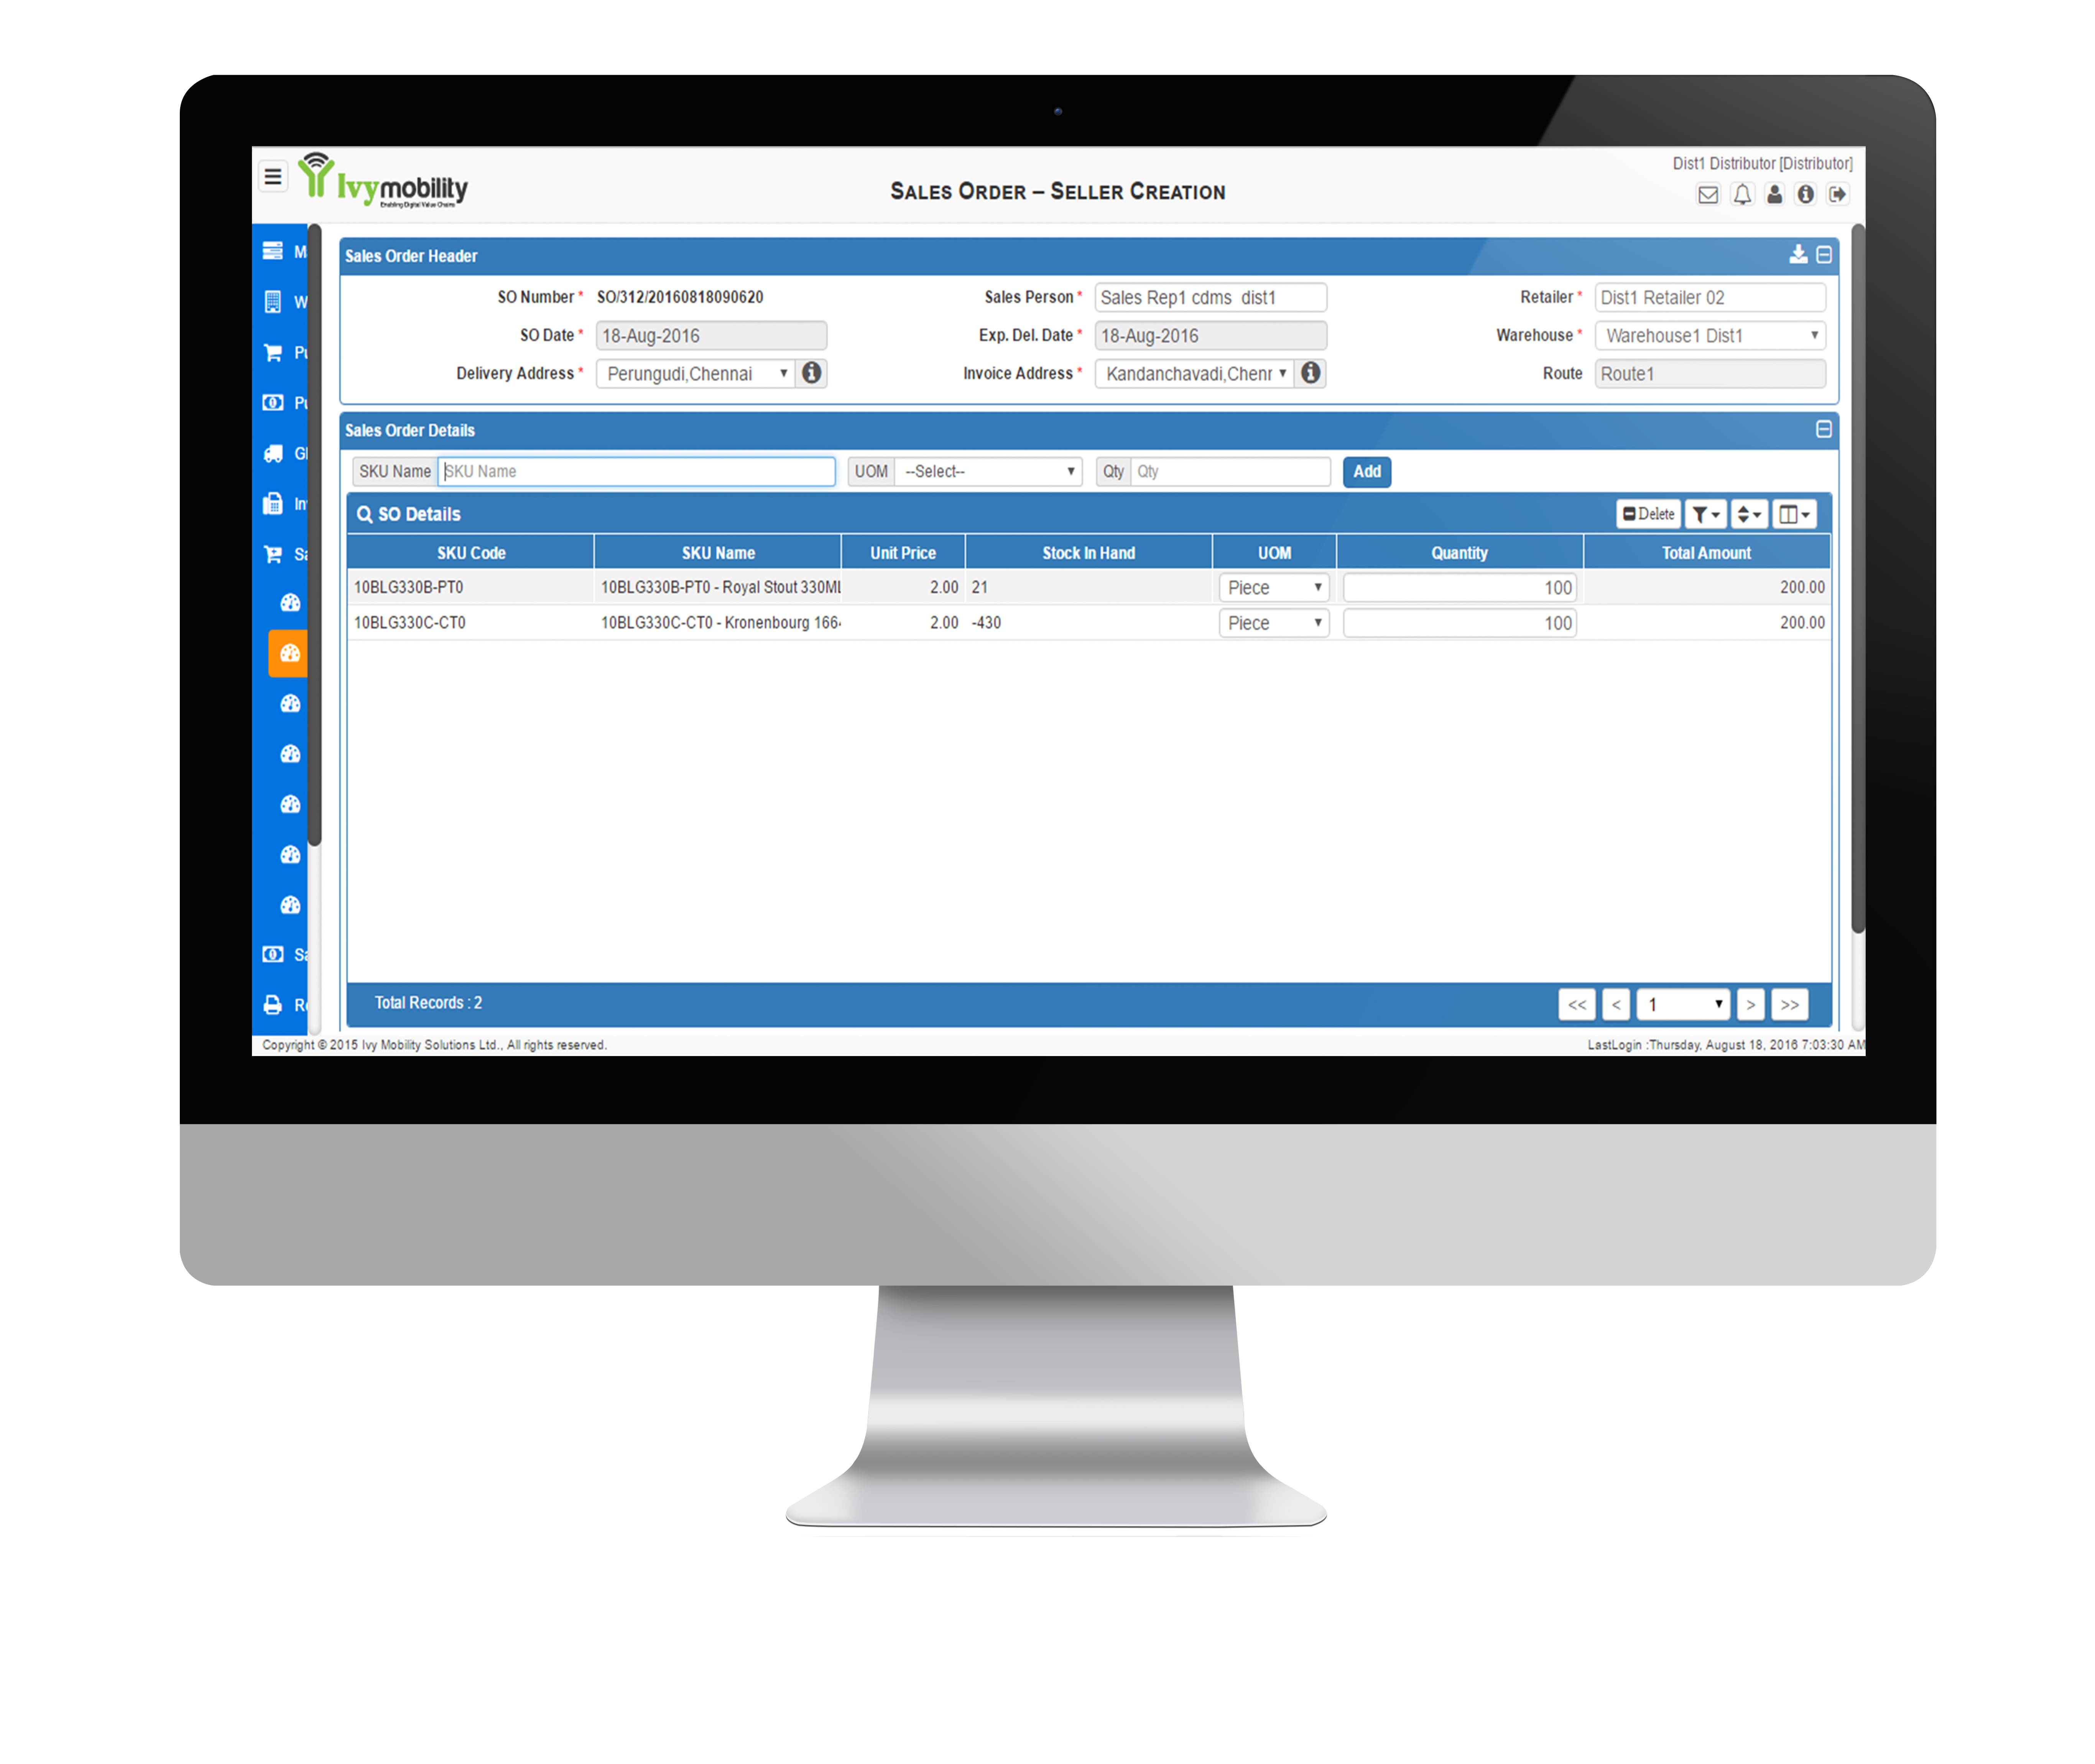 Dist1 Distributor [Distributor]
Ivymobility
Enabling Digital Value Chains
SALES ORDER – SELLER CREATION
Sales Order Header
SO Number * SO/312/20160818090620 Sales Person * Sales Rep1 cdms dist1 Retailer * Dist1 Retailer 02
SO Date * 18-Aug-2016 Exp. Del. Date * 18-Aug-2016 Warehouse * Warehouse1 Dist1
Delivery Address * Perungudi,Chennai Invoice Address * Kandanchavadi,Chenr Route Route1
Sales Order Details
SKU Name SKU Name UOM --Select-- Qty Qty Add
SO Details Delete
SKU Code SKU Name Unit Price Stock In Hand UOM Quantity Total Amount
10BLG330B-PT0 10BLG330B-PT0 - Royal Stout 330ML 2.00 21 Piece 100 200.00
10BLG330C-CT0 10BLG330C-CT0 - Kronenbourg 166 2.00 -430 Piece 100 200.00
Total Records : 2 << < 1 > >>
M
W
Pu
Pu
G
In
Sa
Sa
Re
Copyright © 2015 Ivy Mobility Solutions Ltd., All rights reserved. LastLogin :Thursday, August 18, 2016 7:03:30 AM